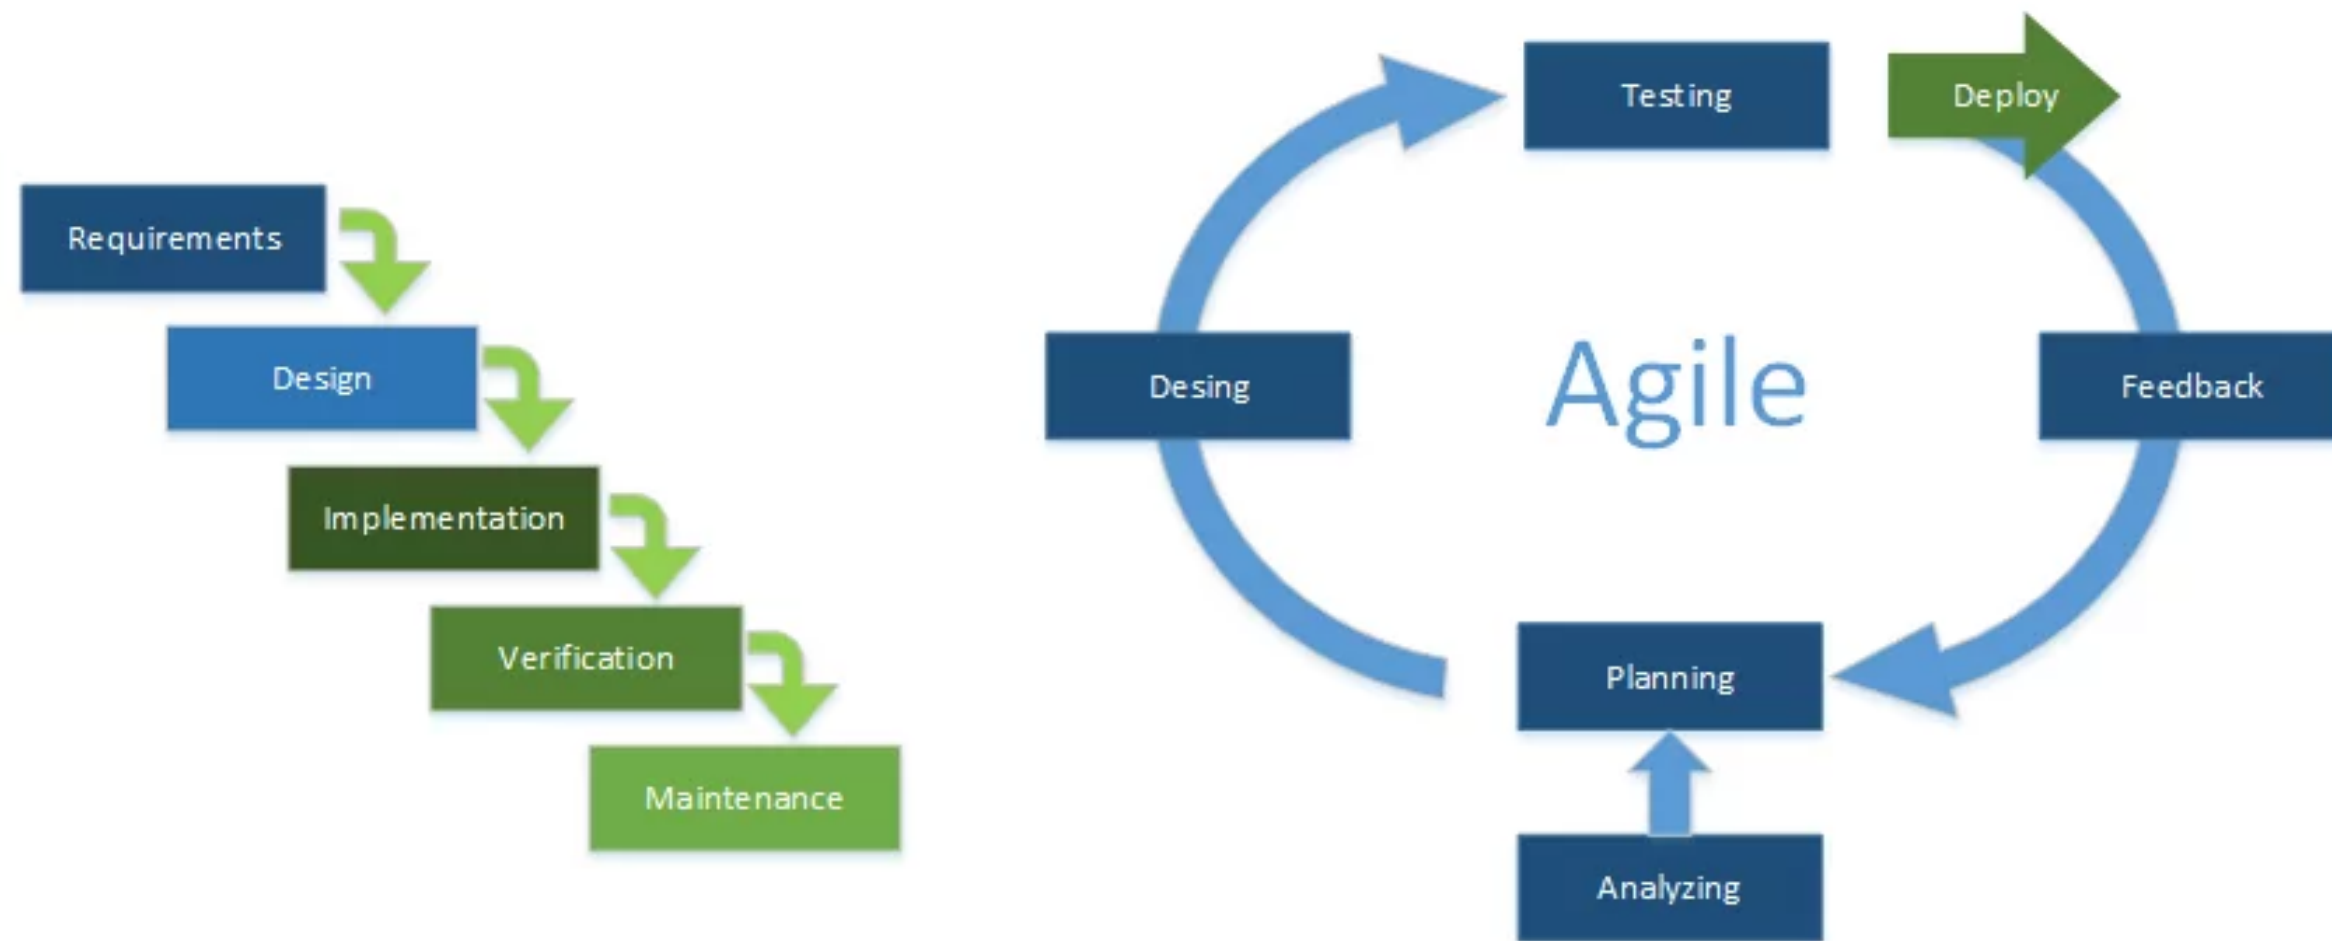 Requirements
Design
Implementation
Verification
Maintenance
Testing
Deploy
Desing
Agile
Feedback
Planning
Analyzing